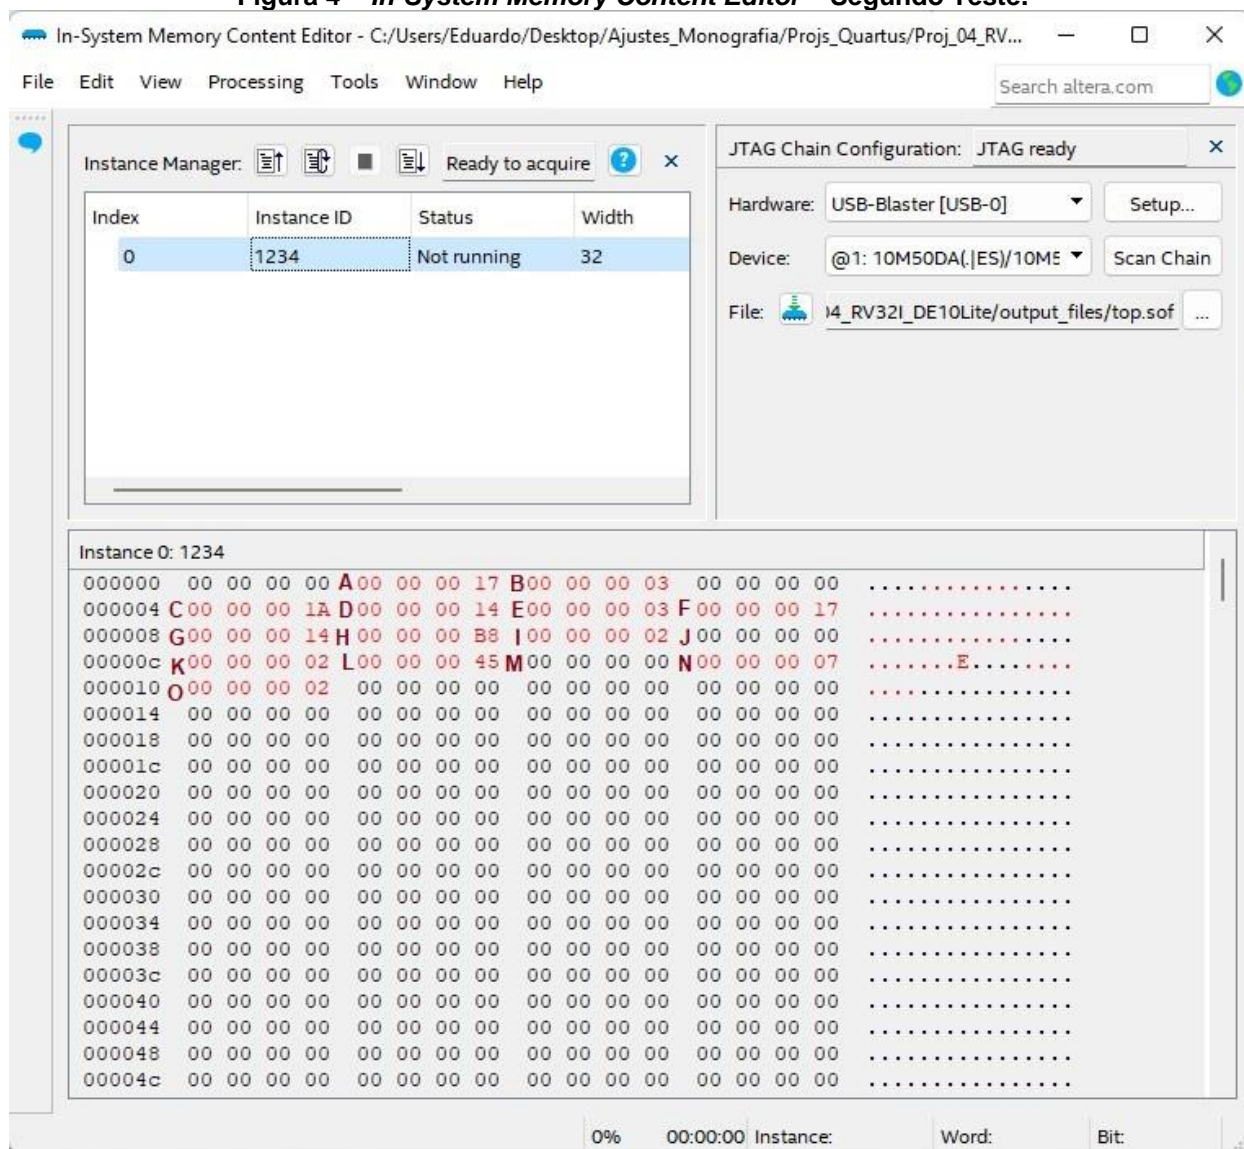 Figura 4 – In-System Memory Content Editor – Segundo Teste.
In-System Memory Content Editor - C:/Users/Eduardo/Desktop/Ajustes_Monografia/Projs_Quartus/Proj_04_RV...
File Edit View Processing Tools Window Help Search altera.com
Instance Manager: Ready to acquire
JTAG Chain Configuration: JTAG ready
Index Instance ID Status Width
0 1234 Not running 32
Hardware: USB-Blaster [USB-0] Setup...
Device: @1: 10M50DA(.|ES)/10M5 Scan Chain
File: 04_RV32I_DE10Lite/output_files/top.sof ...
Instance 0: 1234
000000 00 00 00 00 A 00 00 00 17 B 00 00 00 03 00 00 00 00 ................
000004 C 00 00 00 1A D 00 00 00 14 E 00 00 00 03 F 00 00 00 17 ................
000008 G 00 00 00 14 H 00 00 00 B8 I 00 00 00 02 J 00 00 00 00 ................
00000c K 00 00 00 02 L 00 00 00 45 M 00 00 00 00 N 00 00 00 07 .......E........
000010 O 00 00 00 02 00 00 00 00 00 00 00 00 00 00 00 00 ................
000014 00 00 00 00 00 00 00 00 00 00 00 00 00 00 00 00 ................
000018 00 00 00 00 00 00 00 00 00 00 00 00 00 00 00 00 ................
00001c 00 00 00 00 00 00 00 00 00 00 00 00 00 00 00 00 ................
000020 00 00 00 00 00 00 00 00 00 00 00 00 00 00 00 00 ................
000024 00 00 00 00 00 00 00 00 00 00 00 00 00 00 00 00 ................
000028 00 00 00 00 00 00 00 00 00 00 00 00 00 00 00 00 ................
00002c 00 00 00 00 00 00 00 00 00 00 00 00 00 00 00 00 ................
000030 00 00 00 00 00 00 00 00 00 00 00 00 00 00 00 00 ................
000034 00 00 00 00 00 00 00 00 00 00 00 00 00 00 00 00 ................
000038 00 00 00 00 00 00 00 00 00 00 00 00 00 00 00 00 ................
00003c 00 00 00 00 00 00 00 00 00 00 00 00 00 00 00 00 ................
000040 00 00 00 00 00 00 00 00 00 00 00 00 00 00 00 00 ................
000044 00 00 00 00 00 00 00 00 00 00 00 00 00 00 00 00 ................
000048 00 00 00 00 00 00 00 00 00 00 00 00 00 00 00 00 ................
00004c 00 00 00 00 00 00 00 00 00 00 00 00 00 00 00 00 ................
0% 00:00:00 Instance: Word: Bit: